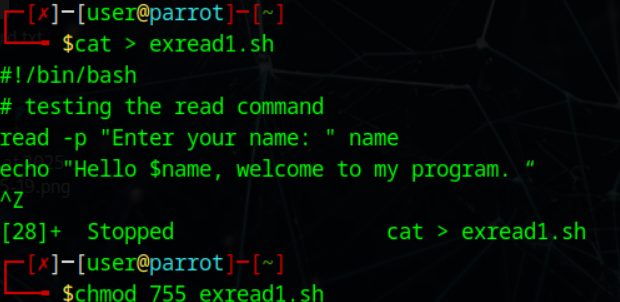 ┌─[✗]─[user@parrot]─[~]
└──╼ $cat > exread1.sh
#!/bin/bash
# testing the read command
read -p "Enter your name: " name
echo "Hello $name, welcome to my program. “
^Z
[28]+  Stopped                 cat > exread1.sh
┌─[✗]─[user@parrot]─[~]
└──╼ $chmod 755 exread1.sh